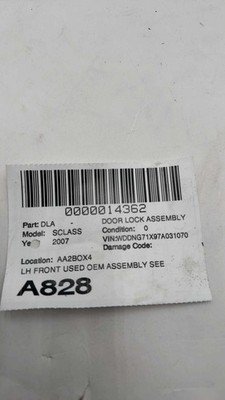 0000014362
Part: DLA - DOOR LOCK ASSEMBLY
Model: SCLASS Condition: 0
Ye 2007 VIN:WDDNG71X97A031070
Damage Code:
Location: AA2BOX4
LH FRONT USED OEM ASSEMBLY SEE
A828